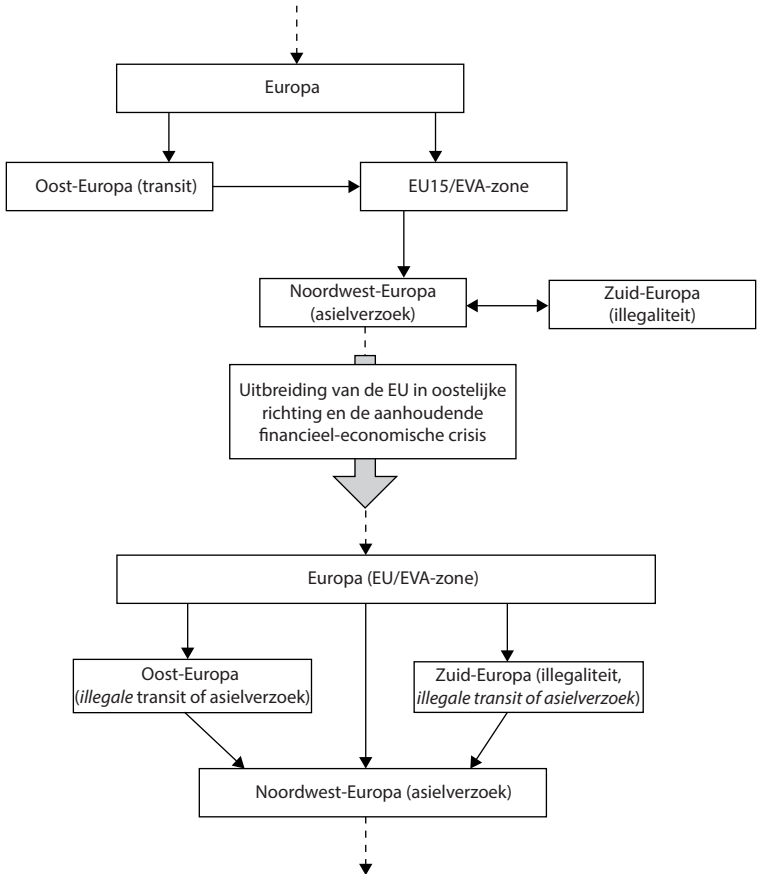 Europa
Oost-Europa (transit)
EU15/EVA-zone
Noordwest-Europa
(asielverzoek)
Zuid-Europa
(illegaliteit)
Uitbreiding van de EU in oostelijke
richting en de aanhoudende
financieel-economische crisis
Europa (EU/EVA-zone)
Oost-Europa
(illegale transit of asielverzoek)
Zuid-Europa (illegaliteit,
illegale transit of asielverzoek)
Noordwest-Europa (asielverzoek)